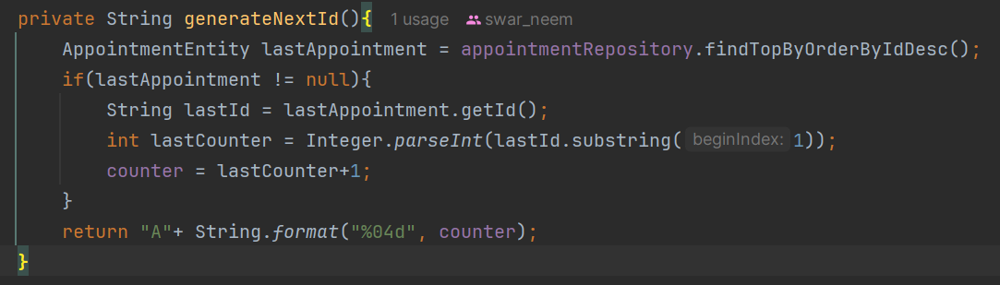 private String generateNextId(){ 1 usage swar_neem
AppointmentEntity lastAppointment = appointmentRepository.findTopByOrderByIdDesc();
if(lastAppointment != null){
String lastId = lastAppointment.getId();
int lastCounter = Integer.parseInt(lastId.substring( beginIndex: 1));
counter = lastCounter+1;
}
return "A"+ String.format("%04d", counter);
}